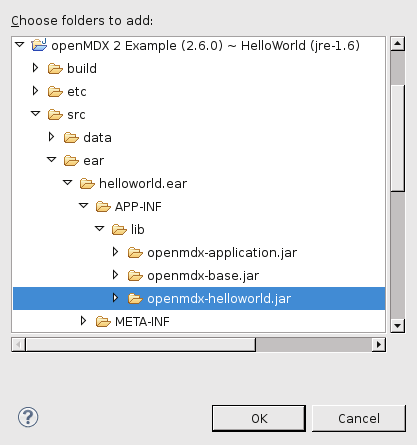 Choose folders to add:
openMDX 2 Example (2.6.0) ~ HelloWorld (jre-1.6)
build
etc
src
data
ear
helloworld.ear
APP-INF
lib
openmdx-application.jar
openmdx-base.jar
openmdx-helloworld.jar
META-INF
?
OK Cancel